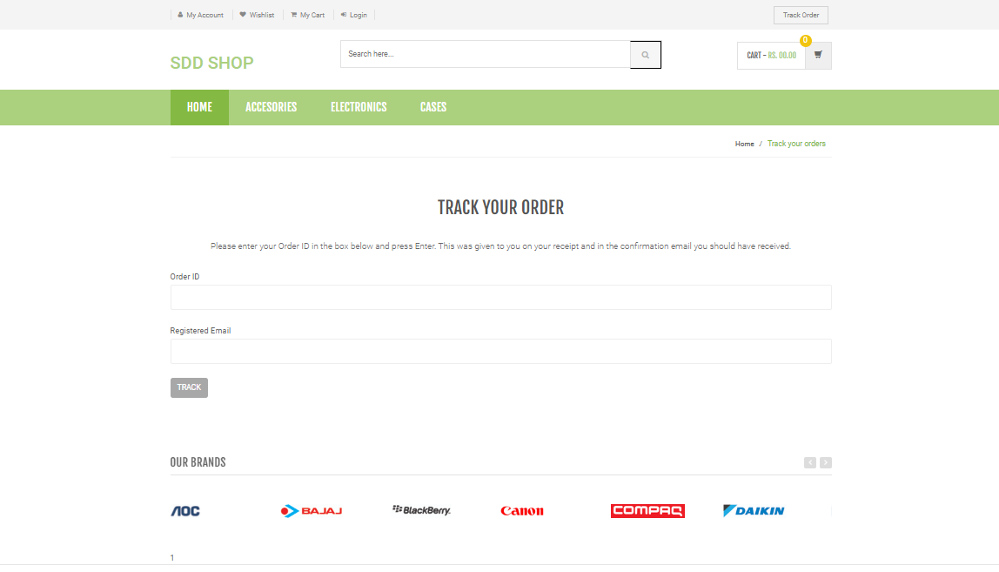 My Account Wishlist My Cart Login Track Order
SDD SHOP Search here... CART - RS. 00.00 0
HOME ACCESORIES ELECTRONICS CASES
Home / Track your orders
TRACK YOUR ORDER
Please enter your Order ID in the box below and press Enter. This was given to you on your receipt and in the confirmation email you should have received.
Order ID
Registered Email
TRACK
OUR BRANDS
AOC BAJAJ BlackBerry. Canon COMPAQ DAIKIN
1